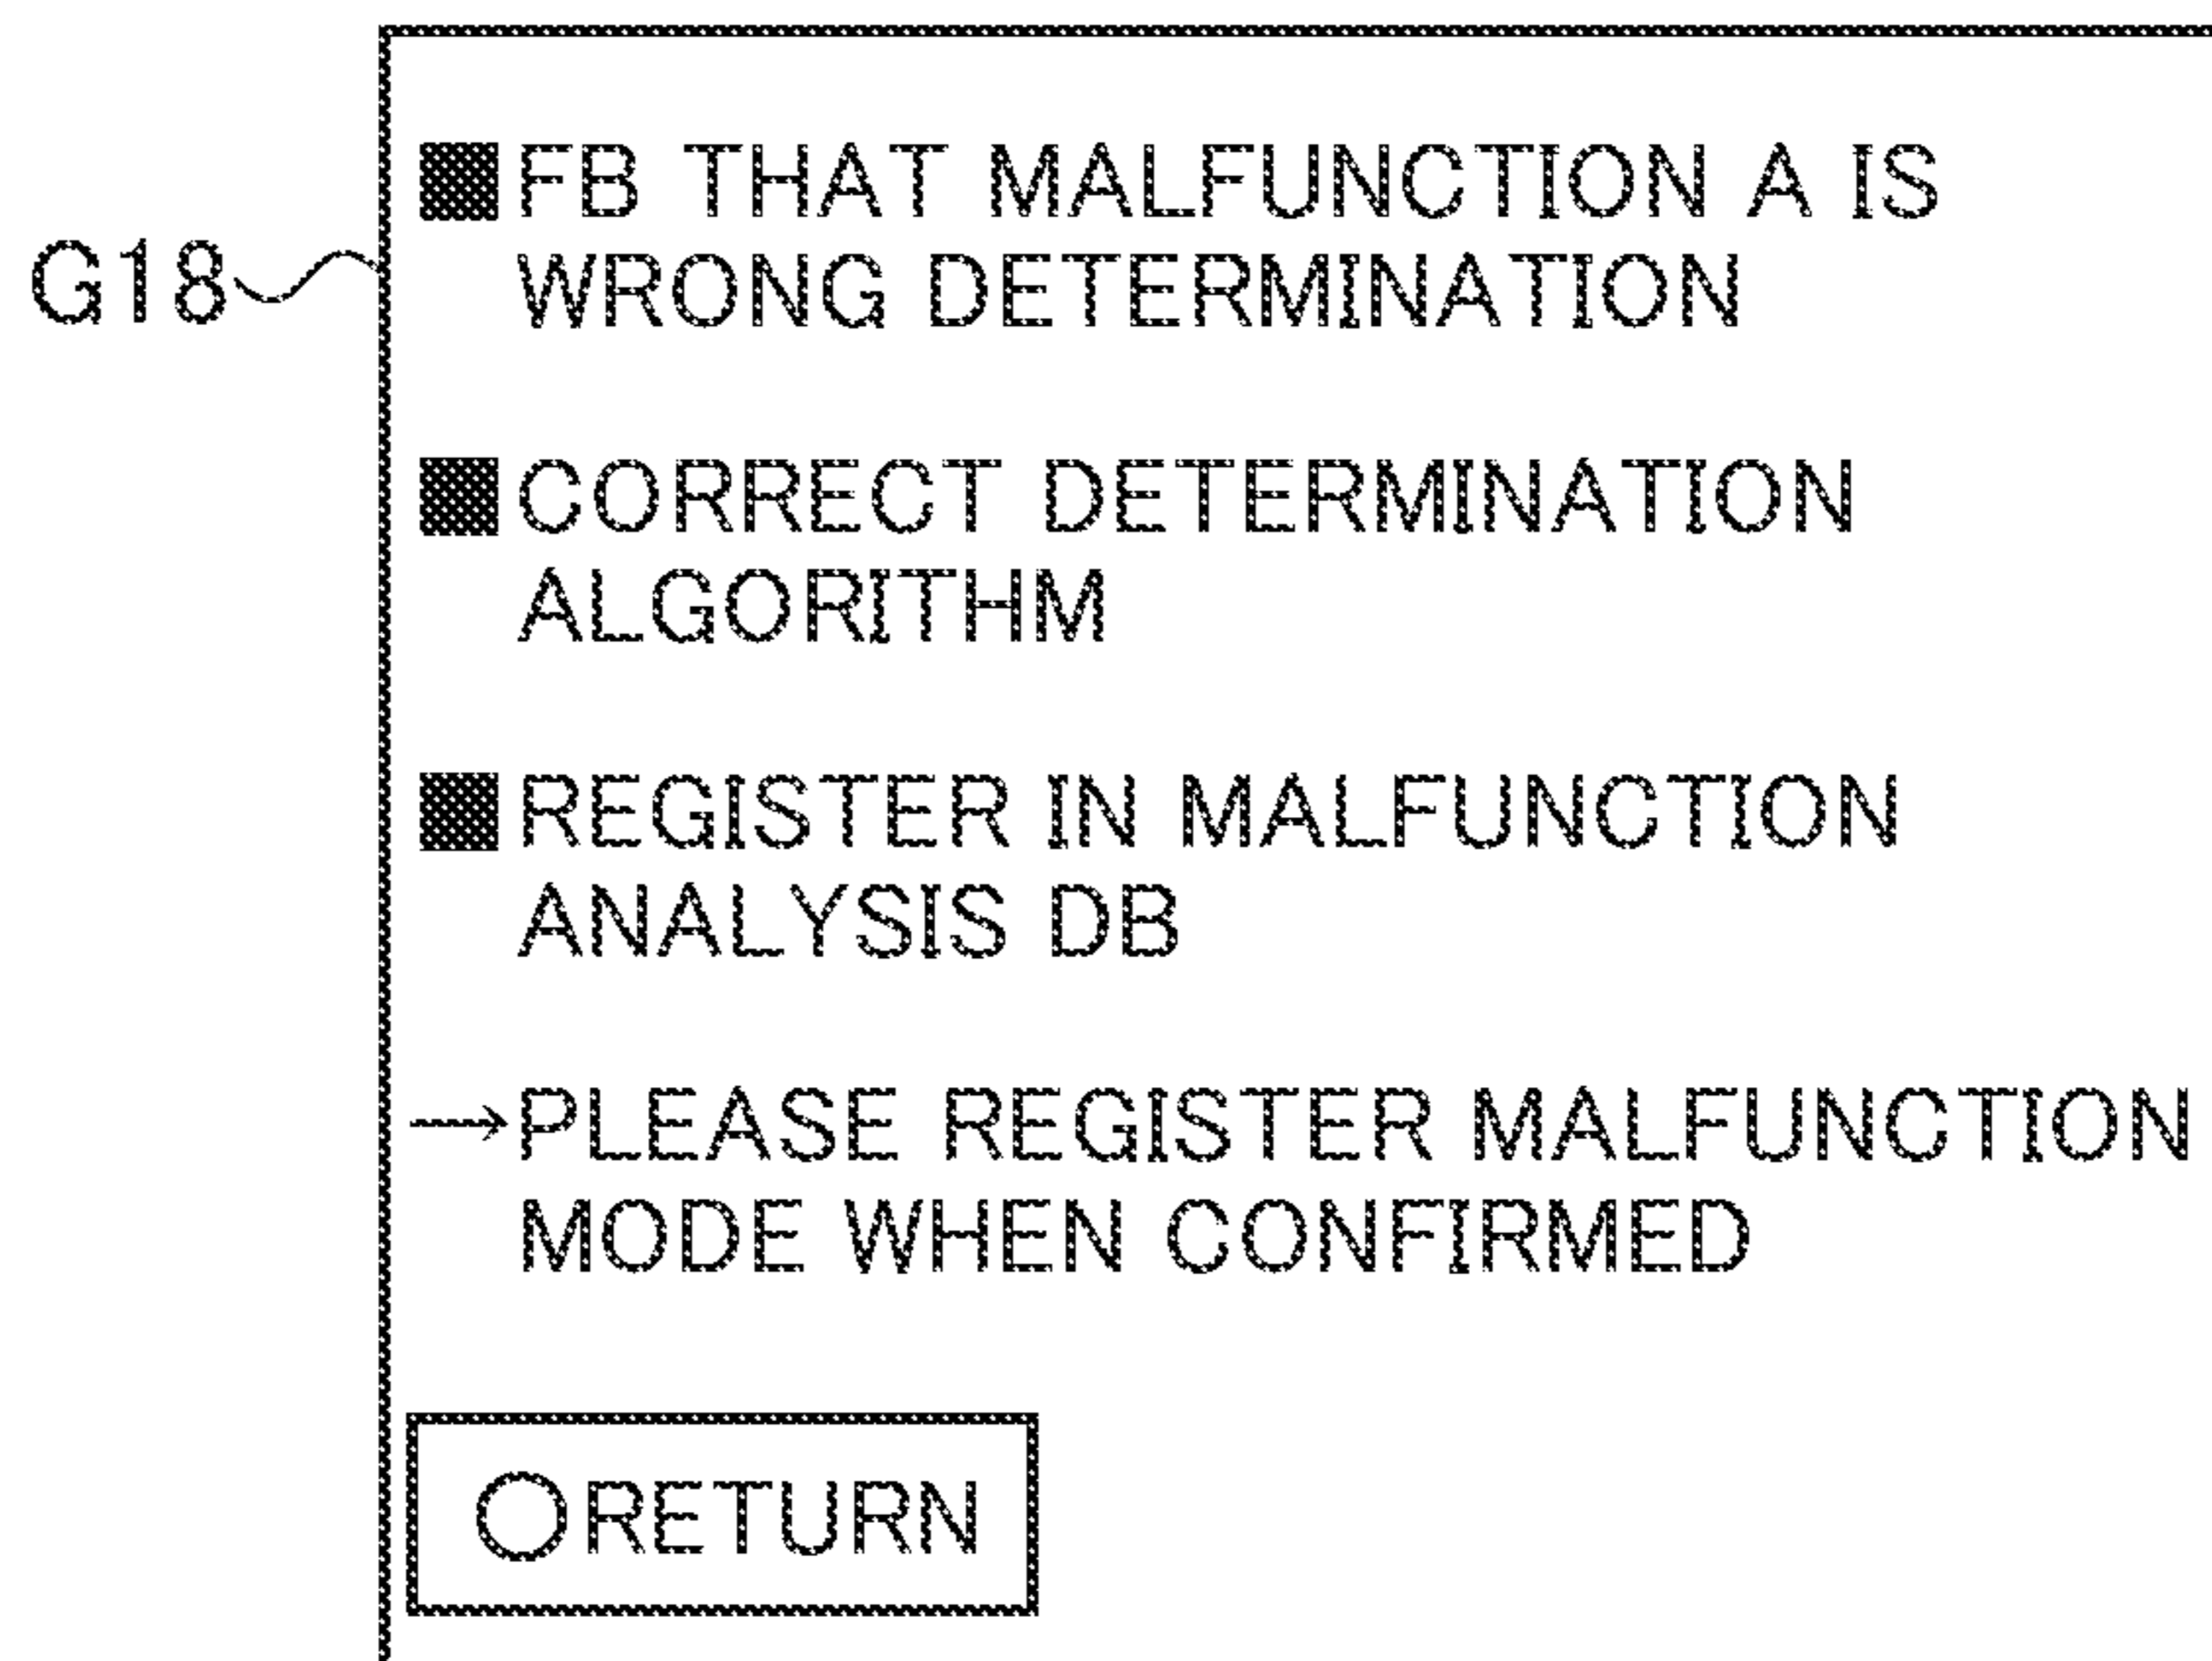 ■FB THAT MALFUNCTION A IS
WRONG DETERMINATION
G18
■CORRECT DETERMINATION
ALGORITHM
■REGISTER IN MALFUNCTION
ANALYSIS DB
→PLEASE REGISTER MALFUNCTION
MODE WHEN CONFIRMED
○RETURN